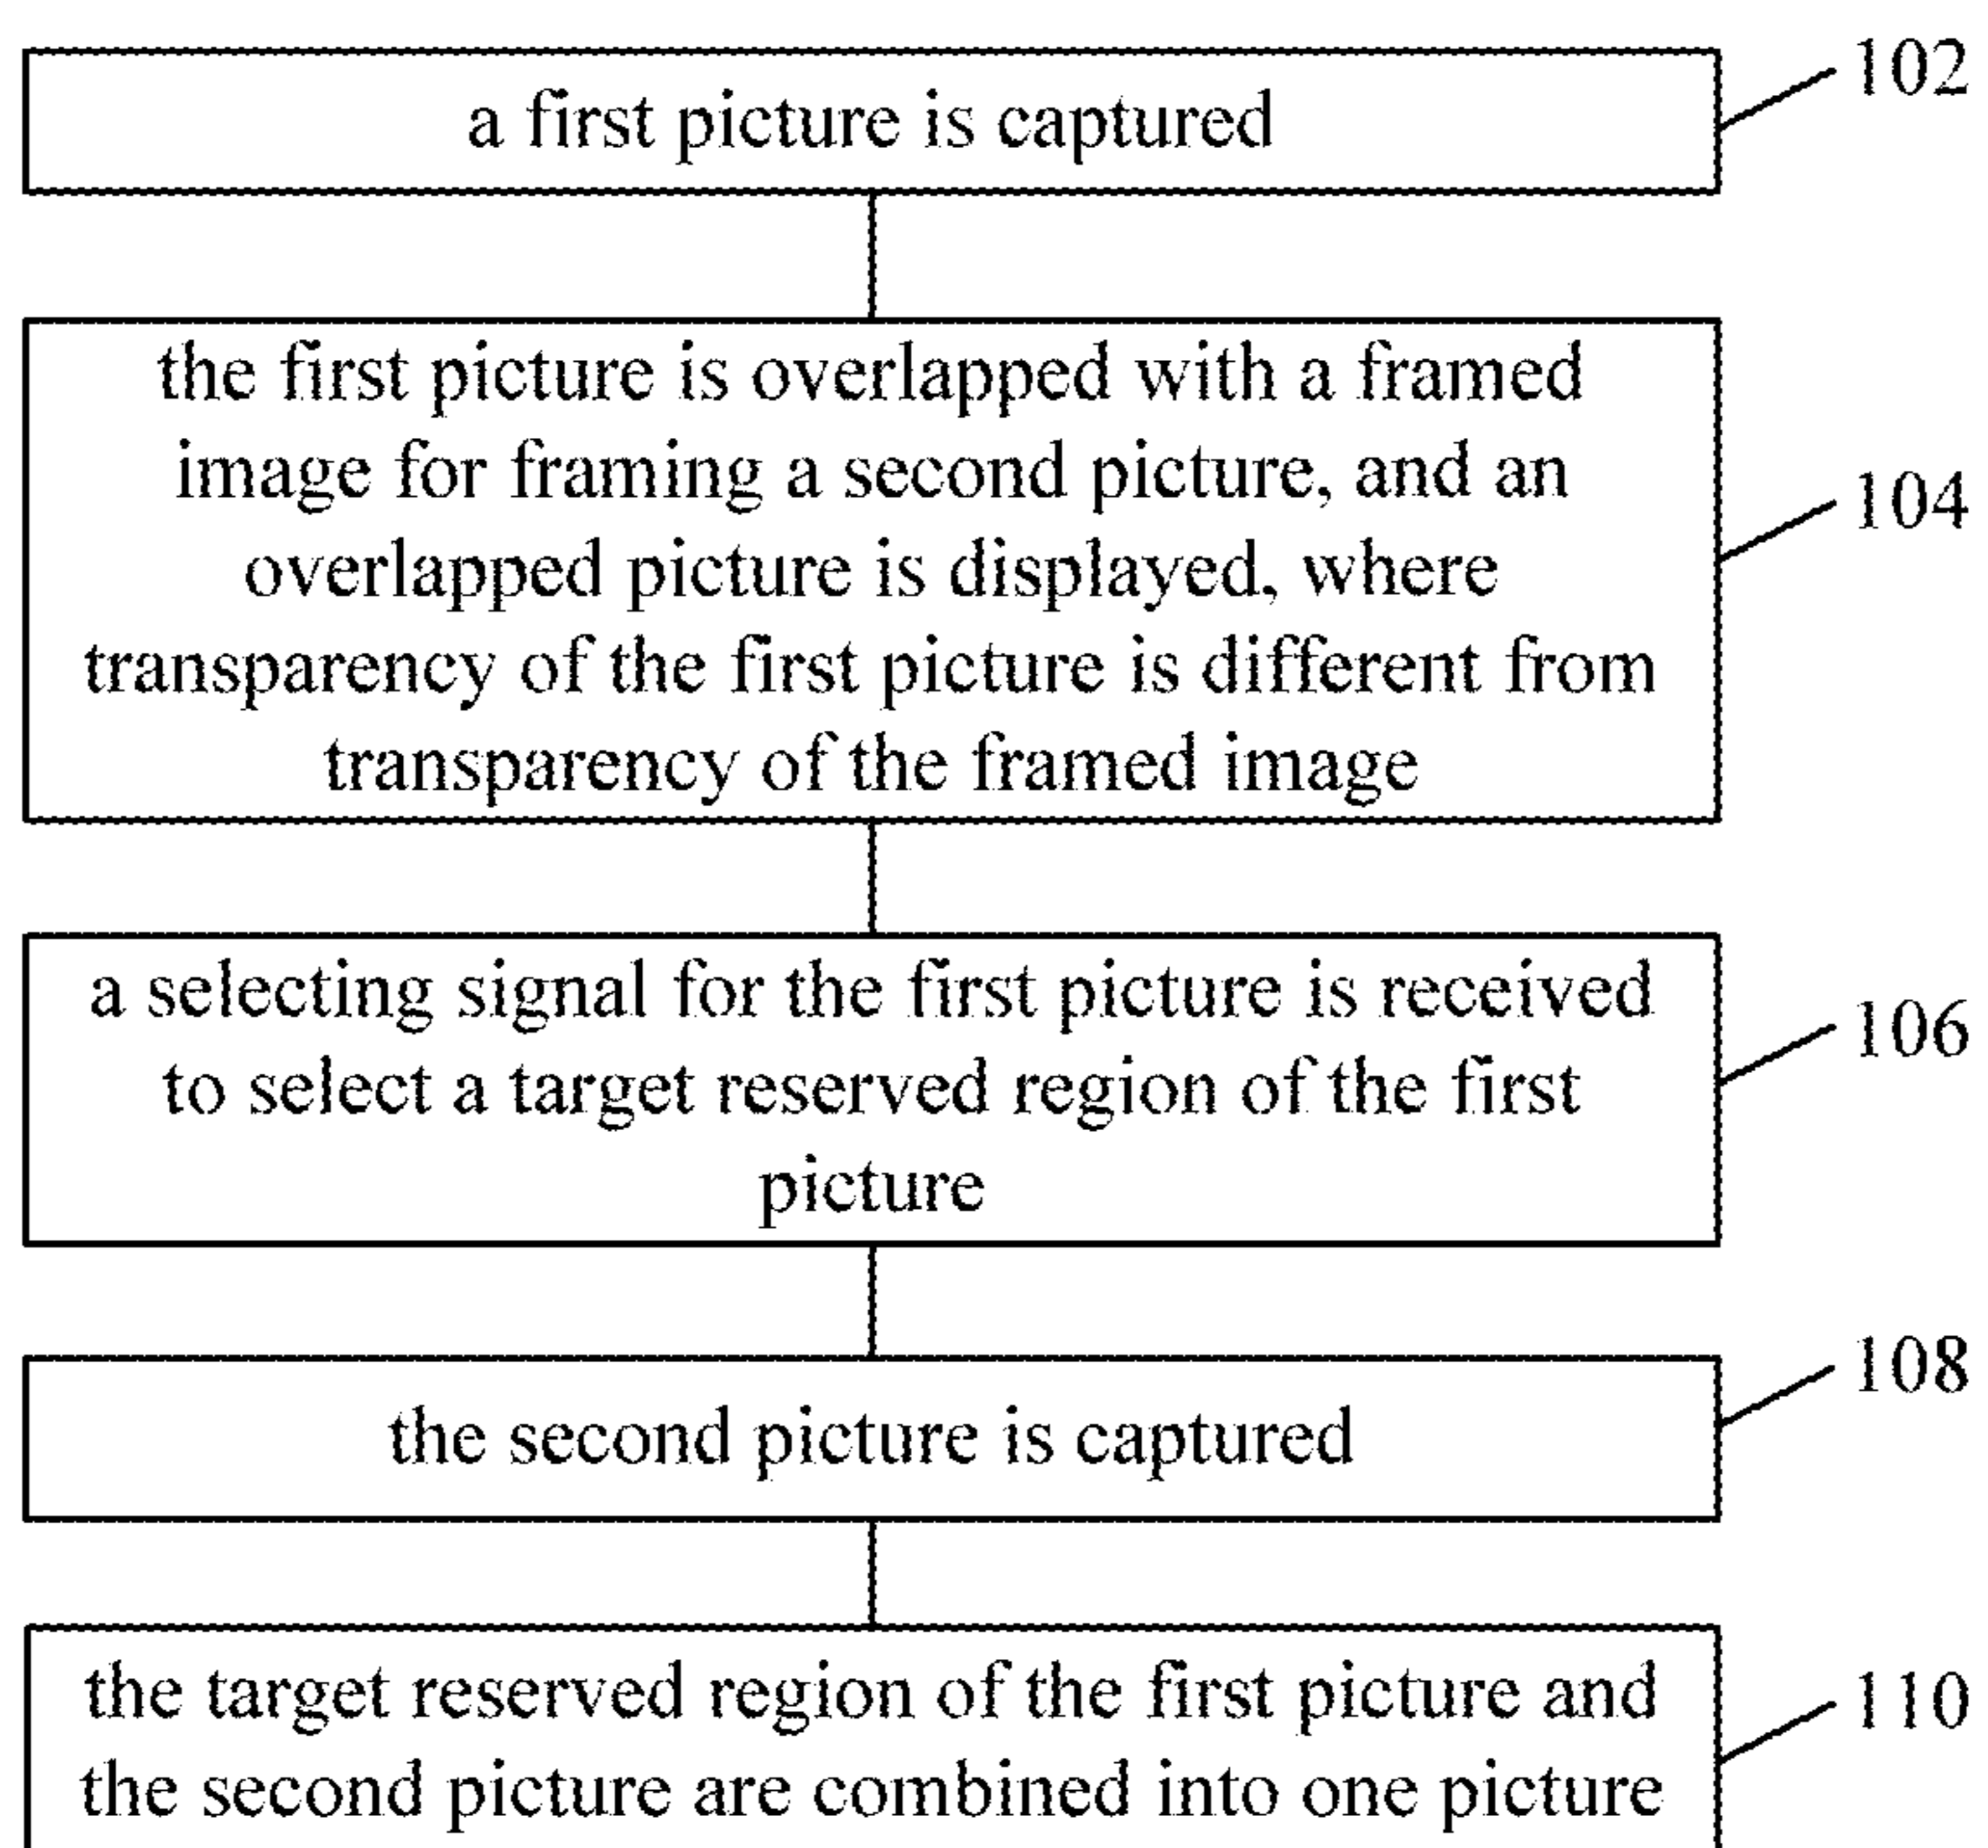 102
a first picture is captured
the first picture is overlapped with a framed
image for framing a second picture, and an
104
overlapped picture is displayed, where
transparency of the first picture is different from
transparency of the framed image
a selecting signal for the first picture is received
106
to select a target reserved region of the first
picture
108
the second picture is captured
the target reserved region of the first picture and
110
the second picture are combined into one picture